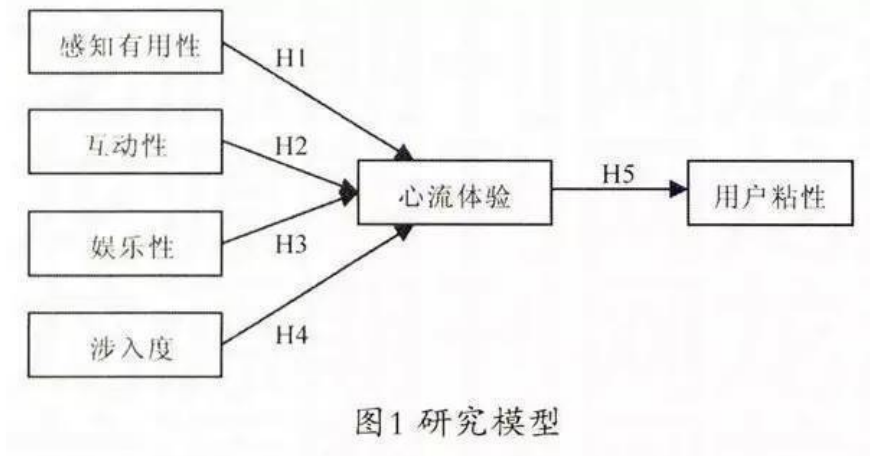 感知有用性
H1
互动性
H2
心流体验
H5
用户粘性
娱乐性
H3
涉入度
H4
图1 研究模型